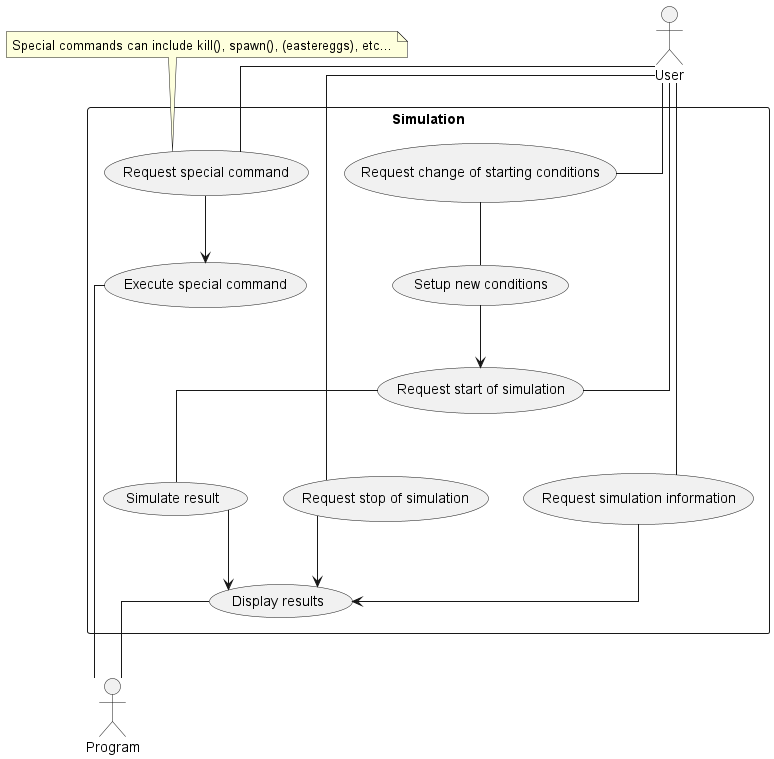 Special commands can include kill(), spawn(), (eastereggs), etc...
User
Simulation
Request special command
Request change of starting conditions
Execute special command
Setup new conditions
Request start of simulation
Simulate result
Request stop of simulation
Request simulation information
Display results
Program